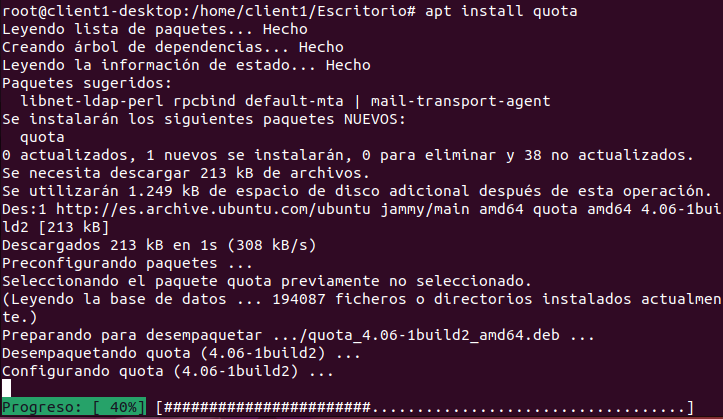 root@client1-desktop:/home/client1/Escritorio# apt install quota
Leyendo lista de paquetes... Hecho
Creando árbol de dependencias... Hecho
Leyendo la información de estado... Hecho
Paquetes sugeridos:
  libnet-ldap-perl rpcbind default-mta | mail-transport-agent
Se instalarán los siguientes paquetes NUEVOS:
  quota
0 actualizados, 1 nuevos se instalarán, 0 para eliminar y 38 no actualizados.
Se necesita descargar 213 kB de archivos.
Se utilizarán 1.249 kB de espacio de disco adicional después de esta operación.
Des:1 http://es.archive.ubuntu.com/ubuntu jammy/main amd64 quota amd64 4.06-1bui
ld2 [213 kB]
Descargados 213 kB en 1s (308 kB/s)
Preconfigurando paquetes ...
Seleccionando el paquete quota previamente no seleccionado.
(Leyendo la base de datos ... 194087 ficheros o directorios instalados actualmen
te.)
Preparando para desempaquetar .../quota_4.06-1build2_amd64.deb ...
Desempaquetando quota (4.06-1build2) ...
Configurando quota (4.06-1build2) ...
Progreso: [ 40%] [#######################...................................]